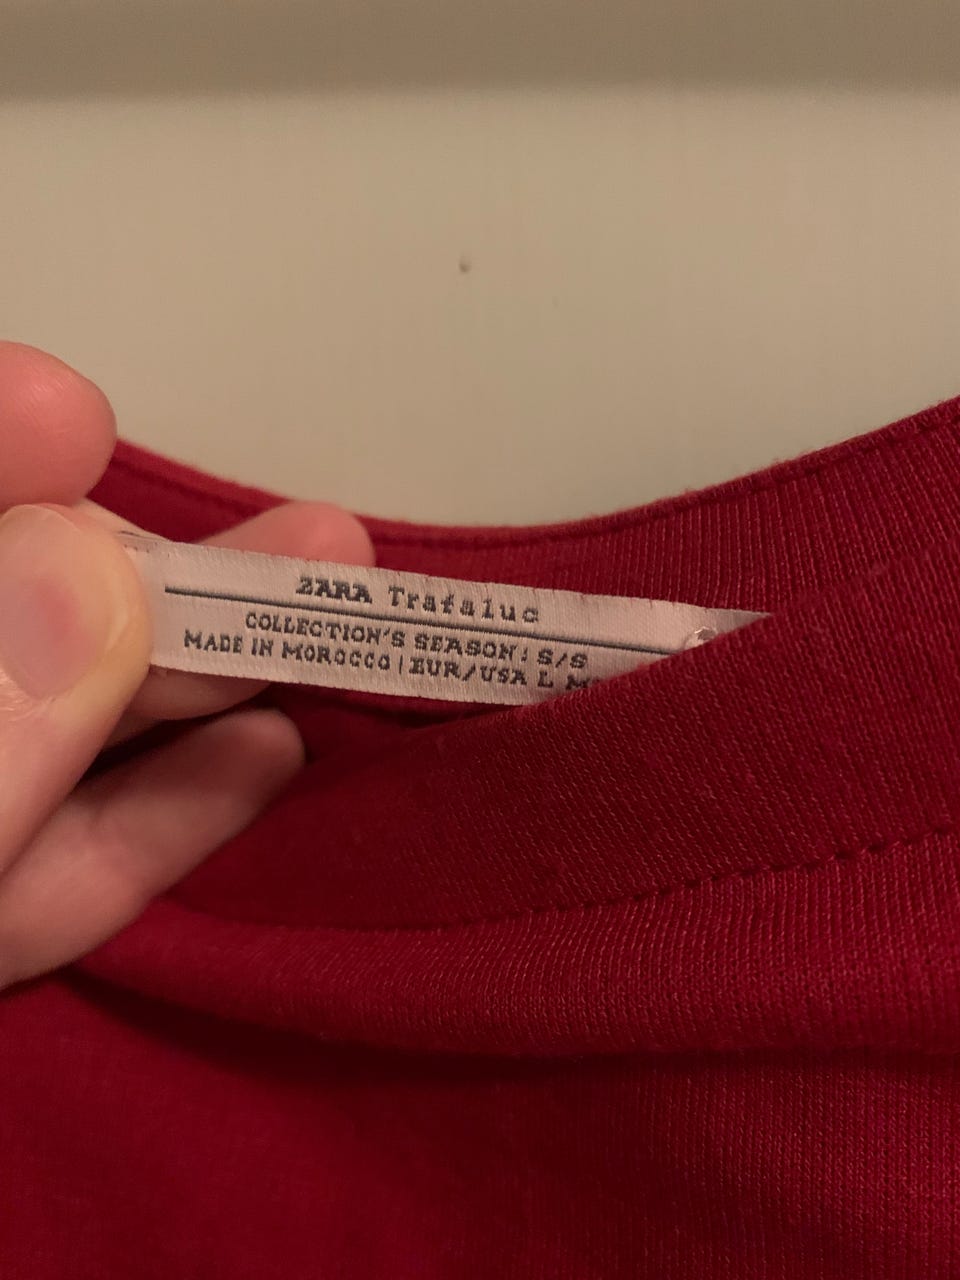 ZARA Trafaluc
COLLECTION'S SEASON: S/S
MADE IN MOROCCO | EUR/USA L